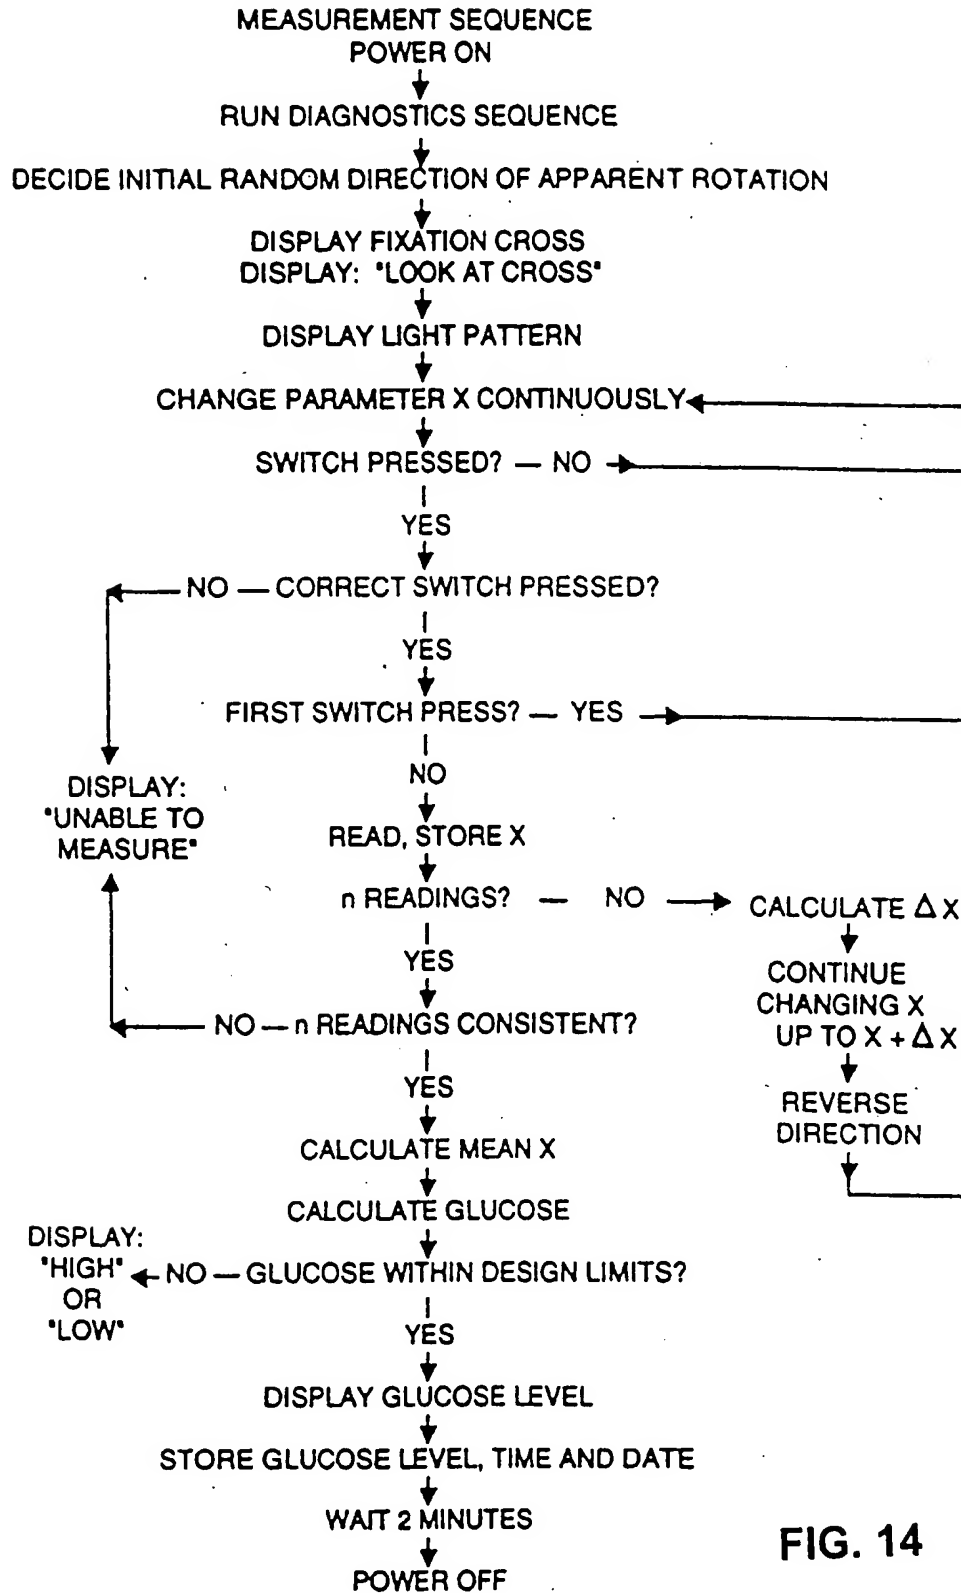 MEASUREMENT SEQUENCE
POWER ON
RUN DIAGNOSTICS SEQUENCE
DECIDE INITIAL RANDOM DIRECTION OF APPARENT ROTATION
DISPLAY FIXATION CROSS
DISPLAY: "LOOK AT CROSS"
DISPLAY LIGHT PATTERN
CHANGE PARAMETER X CONTINUOUSLY
SWITCH PRESSED? — NO
YES
NO — CORRECT SWITCH PRESSED?
YES
FIRST SWITCH PRESS? — YES
NO
DISPLAY:
"UNABLE TO
MEASURE"
READ, STORE X
n READINGS? — NO
CALCULATE Δ X
CONTINUE
CHANGING X
UP TO X + Δ X
REVERSE
DIRECTION
YES
NO — n READINGS CONSISTENT?
YES
CALCULATE MEAN X
CALCULATE GLUCOSE
DISPLAY:
"HIGH"
OR
"LOW"
NO — GLUCOSE WITHIN DESIGN LIMITS?
YES
DISPLAY GLUCOSE LEVEL
STORE GLUCOSE LEVEL, TIME AND DATE
WAIT 2 MINUTES
POWER OFF
FIG. 14